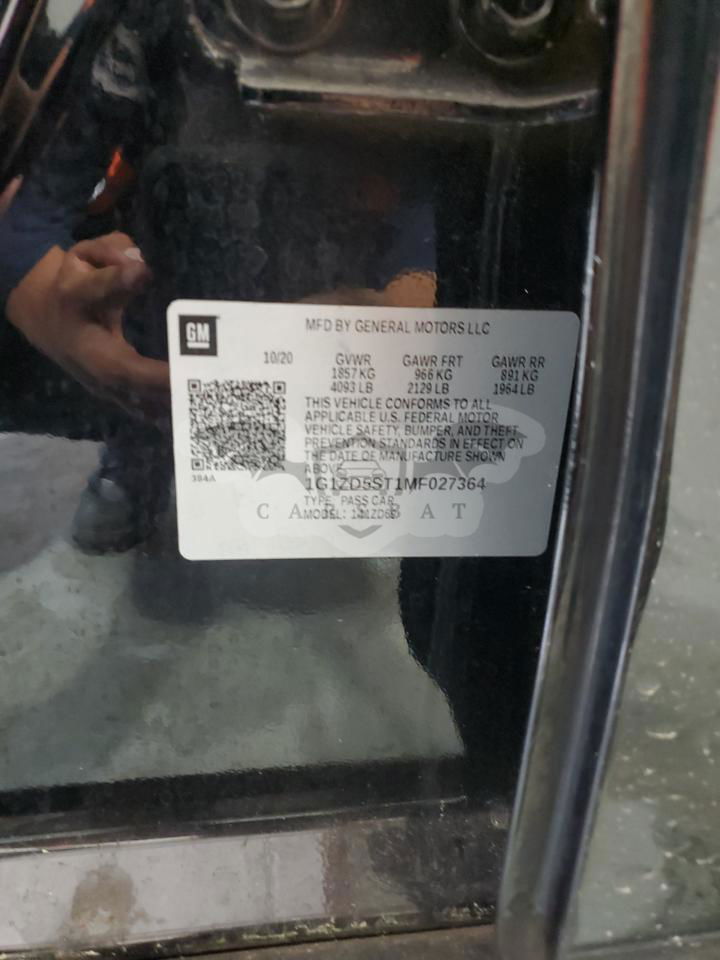 GM
MFD BY GENERAL MOTORS LLC
10/20 GVWR GAWR FRT GAWR RR
1857 KG 966 KG 891 KG
4093 LB 2129 LB 1964 LB
THIS VEHICLE CONFORMS TO ALL
APPLICABLE U.S. FEDERAL MOTOR
VEHICLE SAFETY, BUMPER, AND THEFT
PREVENTION STANDARDS IN EFFECT ON
THE DATE OF MANUFACTURE SHOWN
ABOVE.
384A
1G1ZD5ST1MF027364
TYPE: PASS CAR
MODEL: